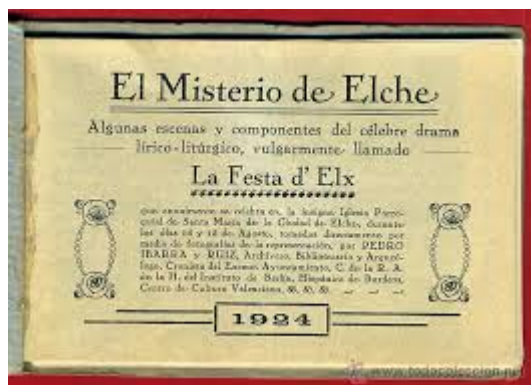 El Misterio de Elche
Algunas escenas y componentes del célebre drama
lírico-litúrgico, vulgarmente llamado
La Festa d' Elx
que anualmente se celebra en la insigne Iglesia Parro-
quial de Santa María de la Ciudad de Elche, durante
los días 14 y 15 de Agosto, tomadas directamente por
medio de fotografías de la representación, por PEDRO
IBARRA y RUIZ, Archivero, Bibliotecario y Arqueó-
logo, Cronista del Excmo. Ayuntamiento, C. de la R. A.
de la H. del Instituto de Berlín, Hispánico de Burdeos,
Centro de Cultura Valenciana,
1924
www.todocoleccion.net